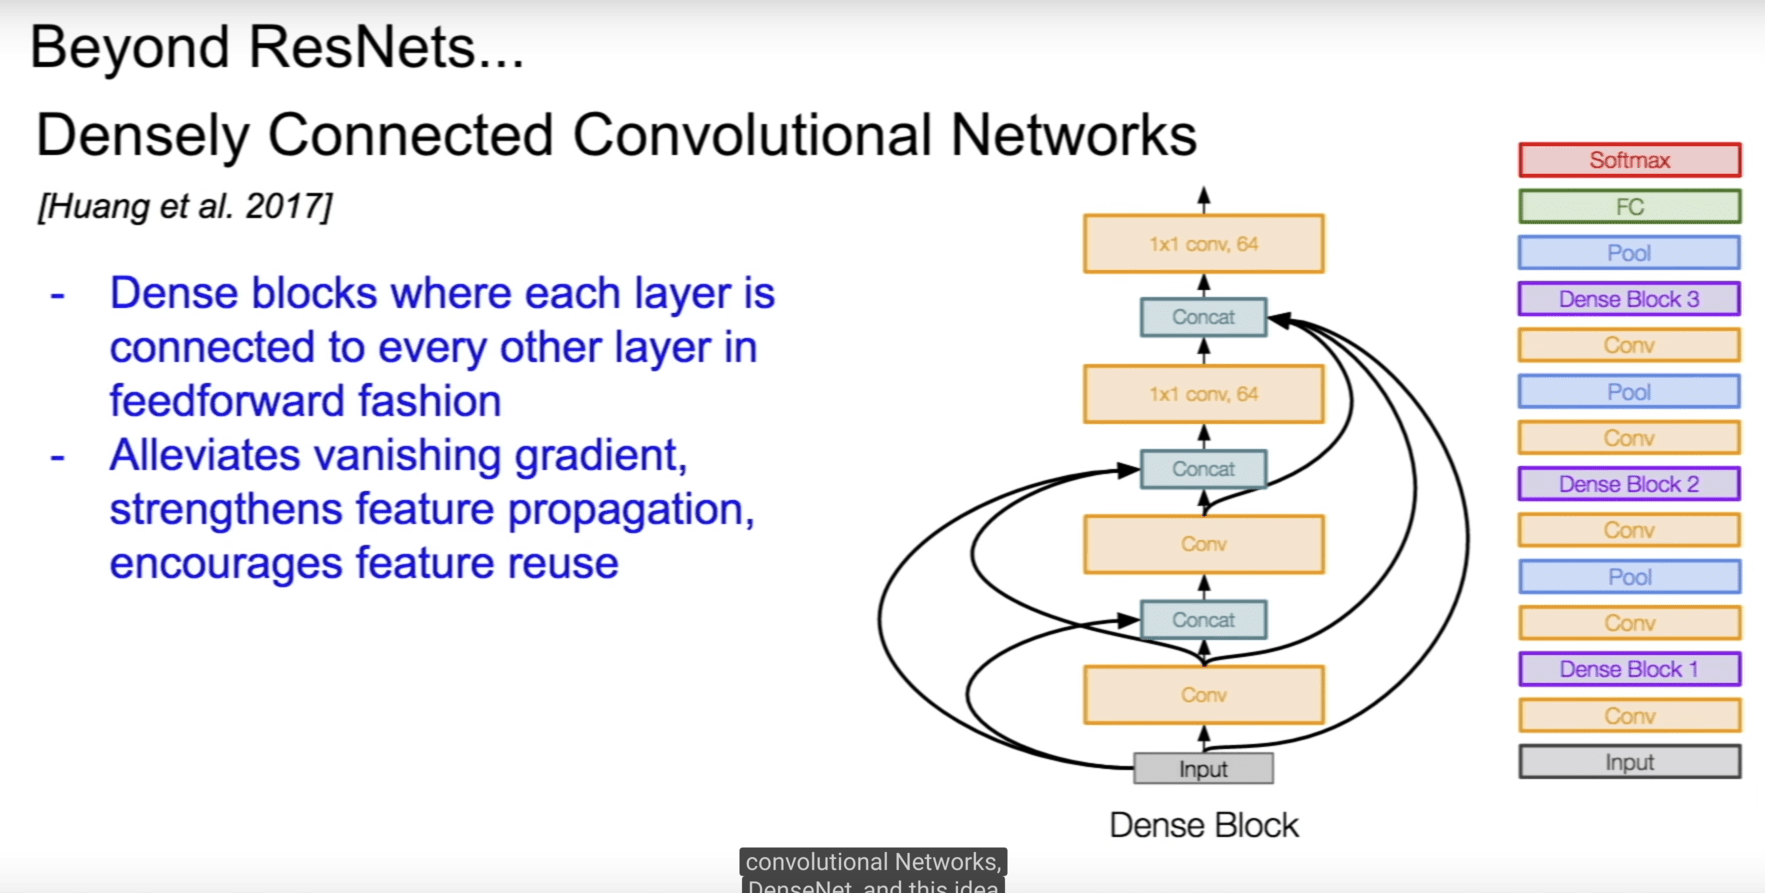 Beyond ResNets...
Densely Connected Convolutional Networks
[Huang et al. 2017]
- Dense blocks where each layer is
connected to every other layer in
feedforward fashion
- Alleviates vanishing gradient,
strengthens feature propagation,
encourages feature reuse
1x1 conv, 64
Concat
1x1 conv, 64
Concat
Conv
Concat
Conv
Input
Dense Block
Softmax
FC
Pool
Dense Block 3
Conv
Pool
Conv
Dense Block 2
Conv
Pool
Conv
Dense Block 1
Conv
Input
convolutional Networks,
DenseNet, and this idea